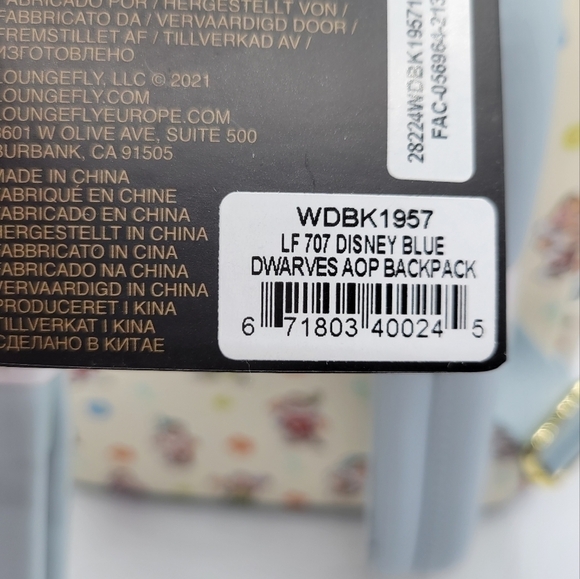 FABRICADO POR / HERGESTELLT VON /
FABRICATO DA / VERVAARDIGD DOOR /
FREMSTILLET AF / TILLVERKAD AV /
ИЗГОТОВЛЕНО
LOUNGEFLY, LLC © 2021
LOUNGEFLY.COM
LOUNGEFLYEUROPE.COM
3601 W OLIVE AVE, SUITE 500
BURBANK, CA 91505
MADE IN CHINA
FABRIQUÉ EN CHINE
FABRICADO EN CHINA
HERGESTELLT IN CHINA
FABBRICATO IN CINA
FABRICADO NA CHINA
VERVAARDIGD IN CHINA
PRODUCERET I KINA
TILLVERKAT I KINA
СДЕЛАНО В КИТАЕ
28224WDBK19571
FAC-056964-213
WDBK1957
LF 707 DISNEY BLUE
DWARVES AOP BACKPACK
6 71803 40024 5